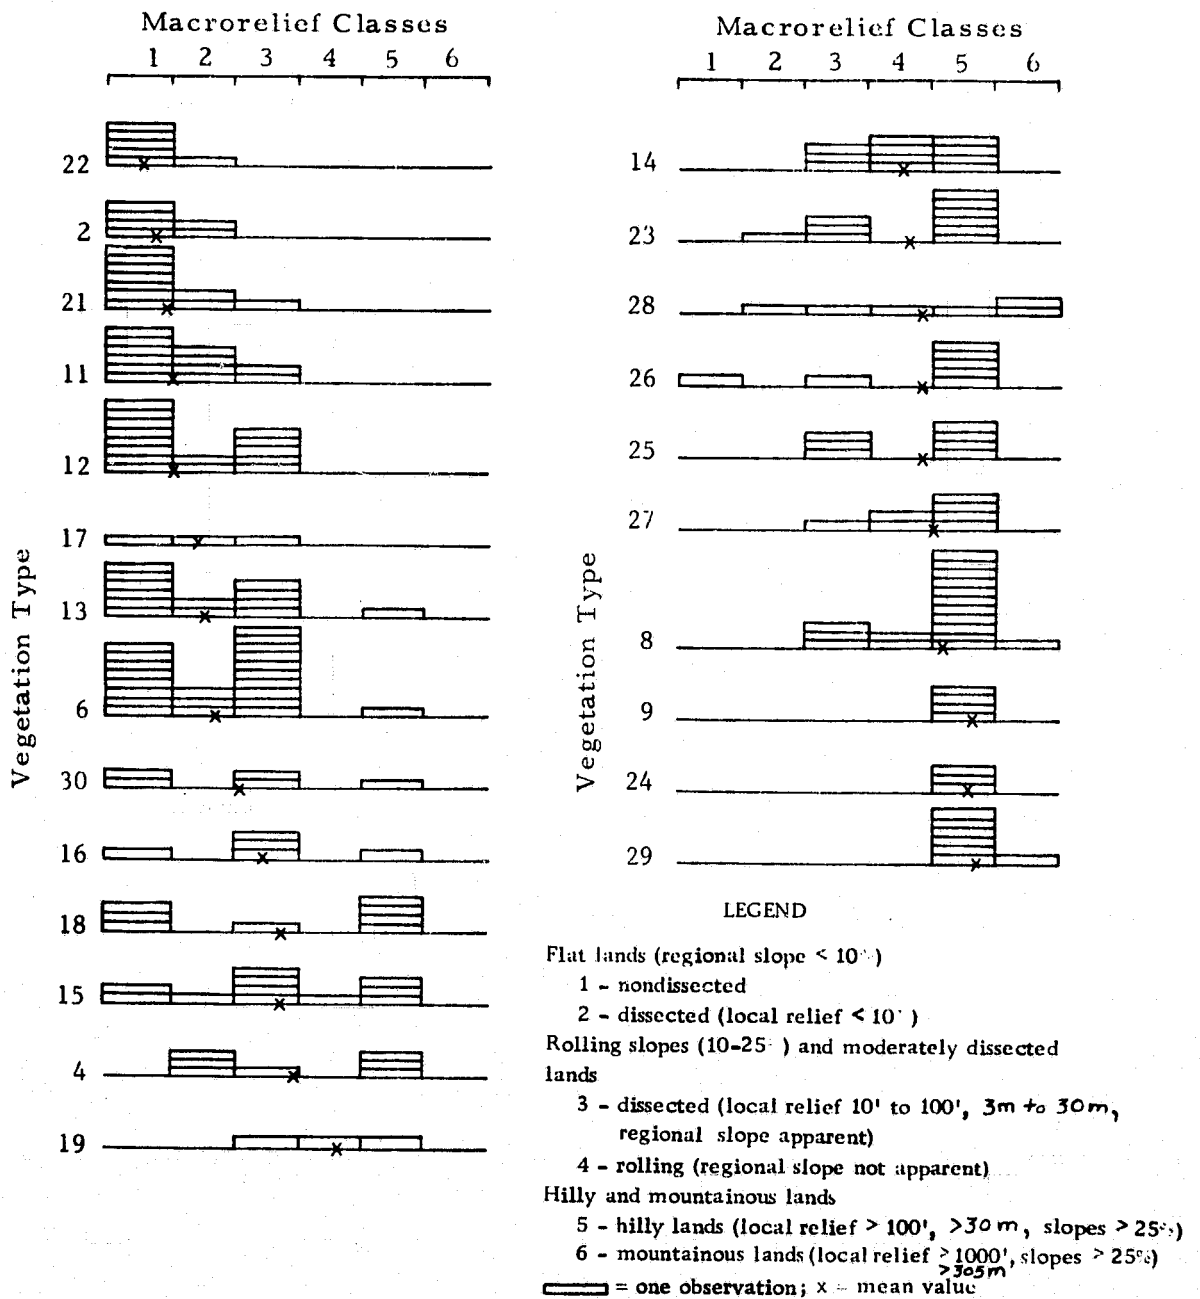 Macrorelief Classes
1 2 3 4 5 6
22
2
21
11
12
17
13
6
30
16
18
15
4
19
Vegetation Type
Macrorelief Classes
1 2 3 4 5 6
14
23
28
26
25
27
8
9
24
29
Vegetation Type
LEGEND
Flat lands (regional slope < 10 )
1 - nondissected
2 - dissected (local relief < 10' )
Rolling slopes (10-25 ) and moderately dissected
lands
3 - dissected (local relief 10' to 100', 3m to 30m,
regional slope apparent)
4 - rolling (regional slope not apparent)
Hilly and mountainous lands
5 - hilly lands (local relief > 100', >30 m, slopes > 25%)
6 - mountainous lands (local relief > 1000', slopes > 25%)
>305m
= one observation; x = mean value